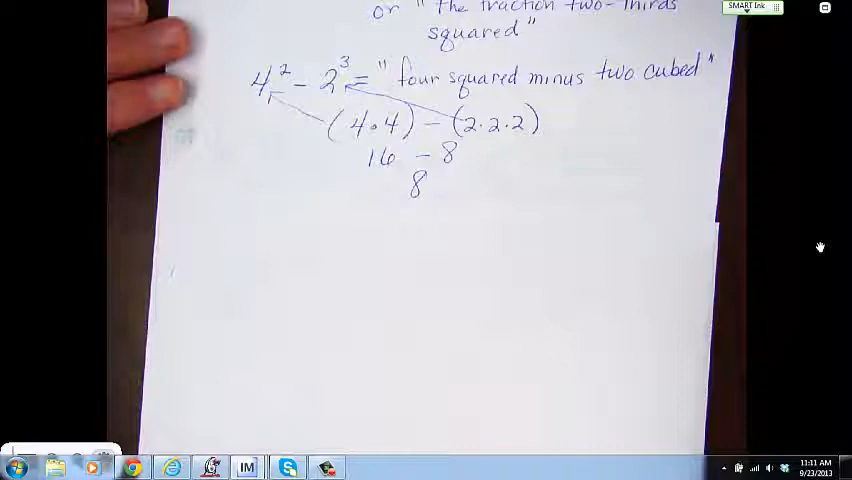 or "the fraction two-thirds
squared"
4² - 2³ = "four squared minus two cubed"
(4·4) - (2·2·2)
16 - 8
8
SMART Ink
IM
11:11 AM
9/23/2013